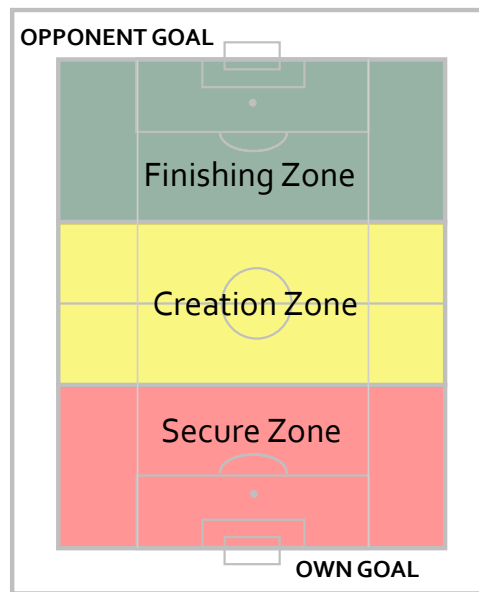 OPPONENT GOAL
Finishing Zone
Creation Zone
Secure Zone
OWN GOAL